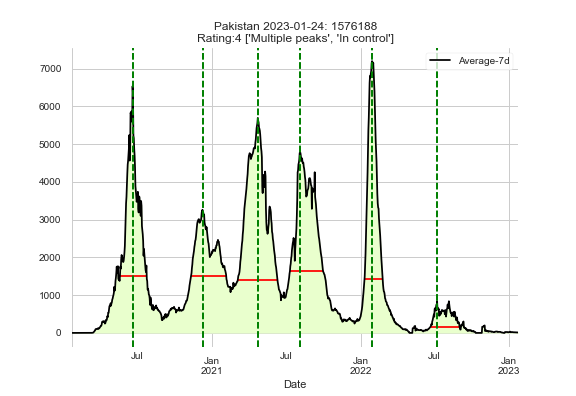 Pakistan 2023-01-24: 1576188
Rating:4 ['Multiple peaks', 'In control']
Average-7d
7000
6000
5000
4000
3000
2000
1000
0
Jul
Jan
2021
Jul
Jan
2022
Jul
Jan
2023
Date